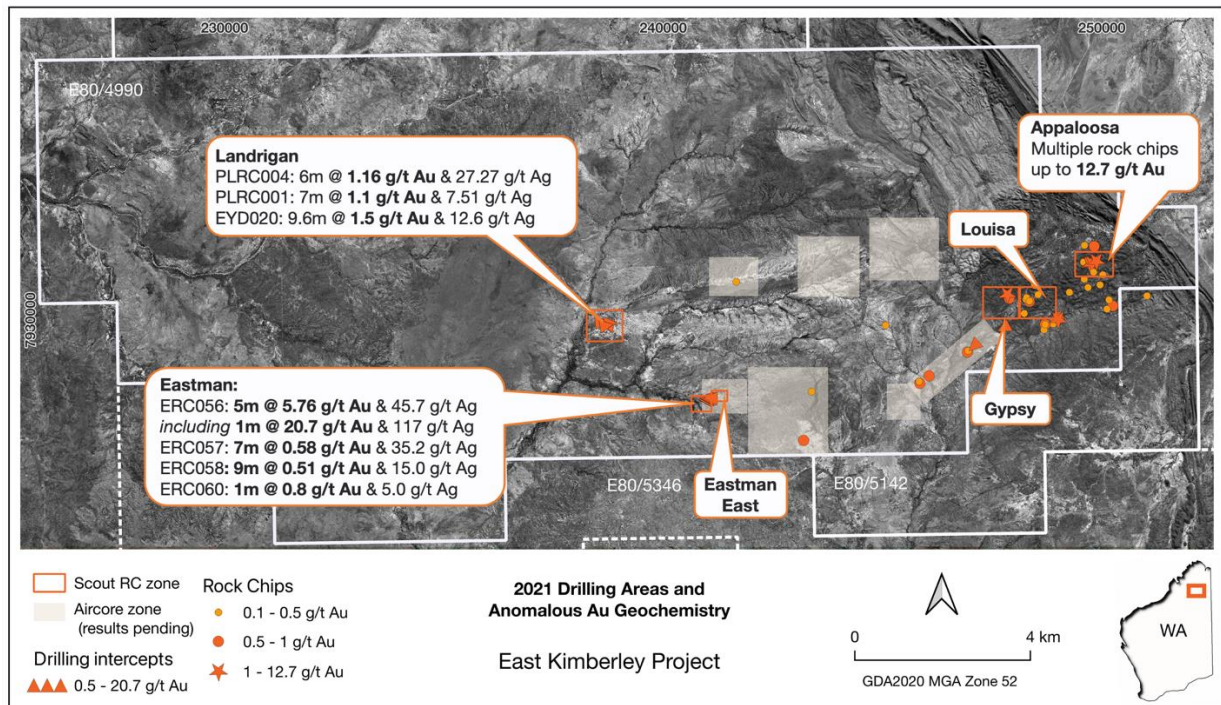 230000
240000
250000
7930000
E80/4990
Landrigan
PLRC004: 6m @ 1.16 g/t Au & 27.27 g/t Ag
PLRC001: 7m @ 1.1 g/t Au & 7.51 g/t Ag
EYD020: 9.6m @ 1.5 g/t Au & 12.6 g/t Ag
Appaloosa
Multiple rock chips
up to 12.7 g/t Au
Louisa
Gypsy
Eastman:
ERC056: 5m @ 5.76 g/t Au & 45.7 g/t Ag
including 1m @ 20.7 g/t Au & 117 g/t Ag
ERC057: 7m @ 0.58 g/t Au & 35.2 g/t Ag
ERC058: 9m @ 0.51 g/t Au & 15.0 g/t Ag
ERC060: 1m @ 0.8 g/t Au & 5.0 g/t Ag
Eastman
East
E80/5346
E80/5142
Scout RC zone
Aircore zone
(results pending)
Drilling intercepts
0.5 - 20.7 g/t Au
Rock Chips
0.1 - 0.5 g/t Au
0.5 - 1 g/t Au
1 - 12.7 g/t Au
2021 Drilling Areas and
Anomalous Au Geochemistry
East Kimberley Project
0
4 km
GDA2020 MGA Zone 52
WA